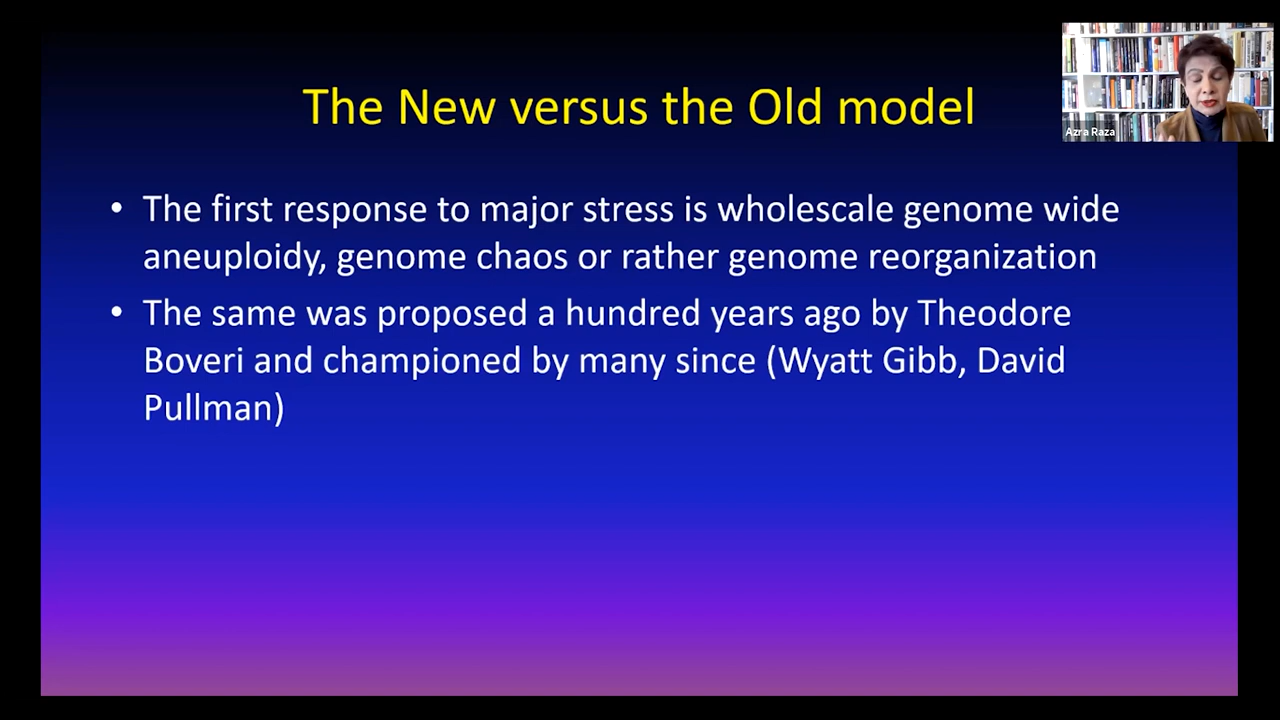 The New versus the Old model
Azra Raza
• The first response to major stress is wholescale genome wide
aneuploidy, genome chaos or rather genome reorganization
• The same was proposed a hundred years ago by Theodore
Boveri and championed by many since (Wyatt Gibb, David
Pullman)